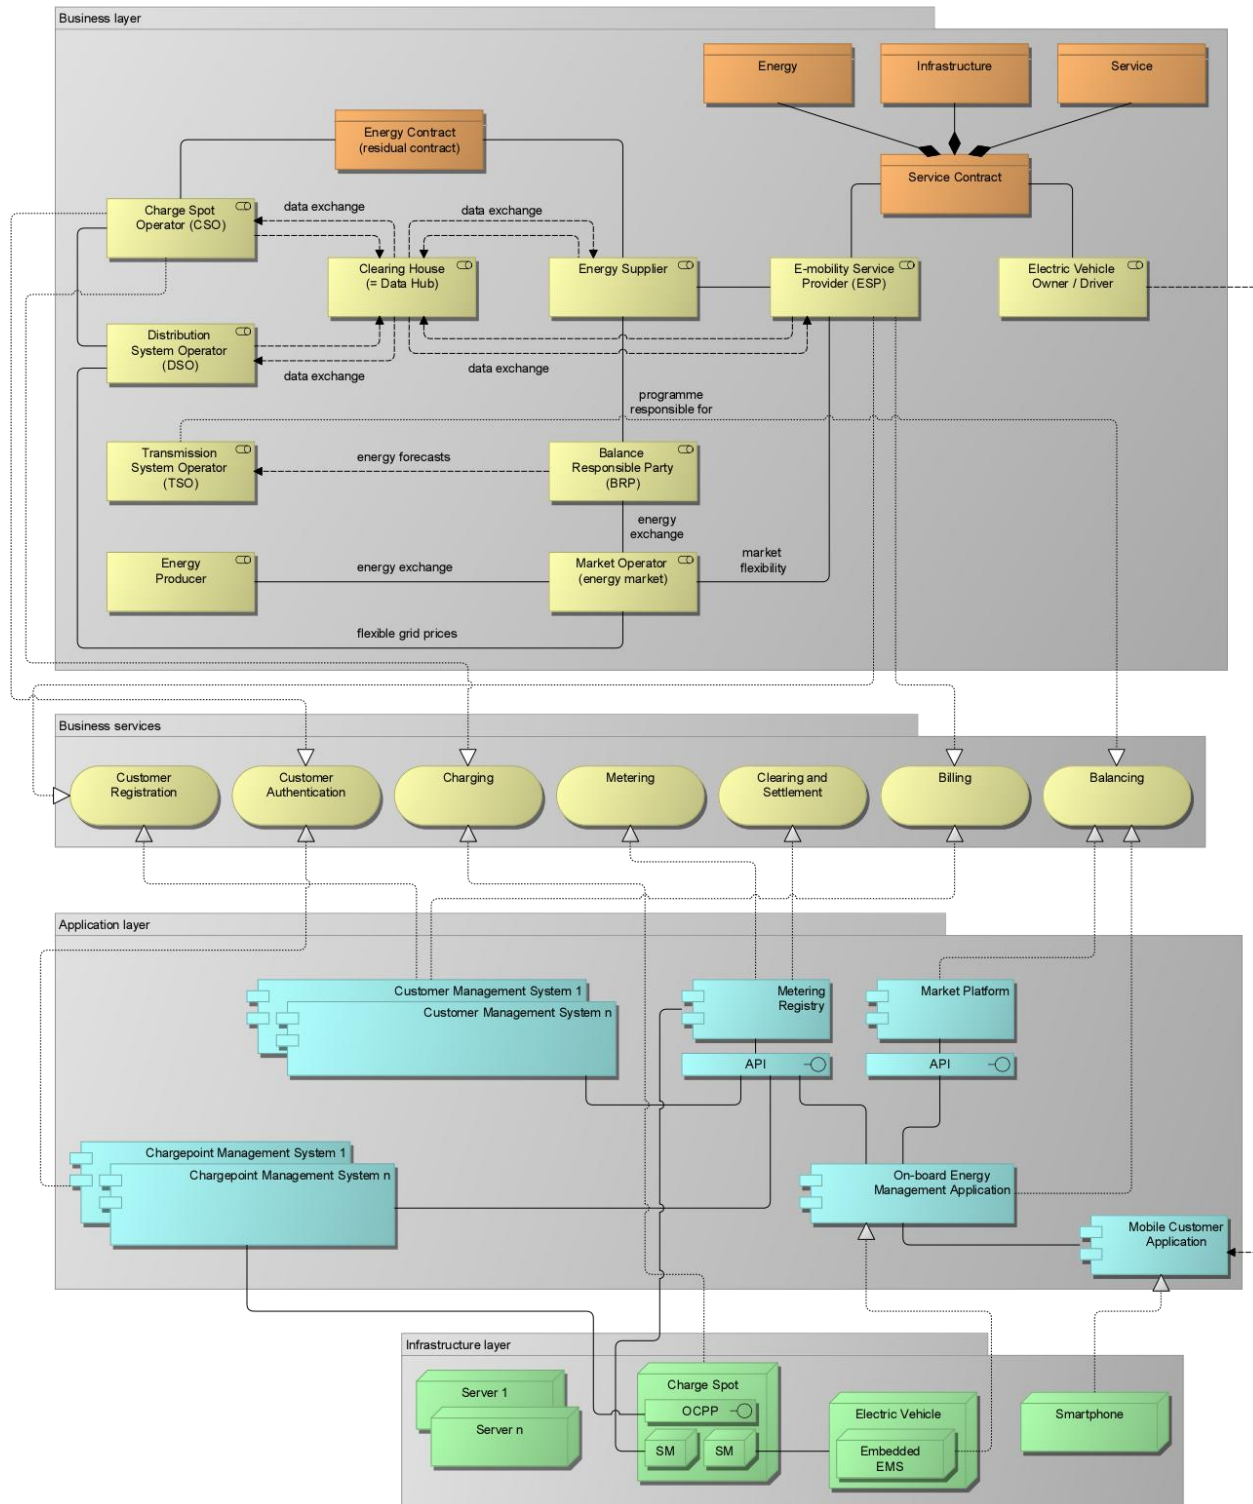 Business layer
Energy
Infrastructure
Service
Energy Contract
(residual contract)
Service Contract
Charge Spot
Operator (CSO)
data exchange
data exchange
Clearing House
(= Data Hub)
Energy Supplier
E-mobility Service
Provider (ESP)
Electric Vehicle
Owner / Driver
Distribution
System Operator
(DSO)
data exchange
data exchange
programme
responsible for
Transmission
System Operator
(TSO)
energy forecasts
Balance
Responsible Party
(BRP)
energy
exchange
Energy
Producer
energy exchange
Market Operator
(energy market)
market
flexibility
flexible grid prices
Business services
Customer
Registration
Customer
Authentication
Charging
Metering
Clearing and
Settlement
Billing
Balancing
Application layer
Customer Management System 1
Customer Management System n
Metering
Registry
Market Platform
API
API
Chargepoint Management System 1
Chargepoint Management System n
On-board Energy
Management Application
Mobile Customer
Application
Infrastructure layer
Server 1
Server n
Charge Spot
OCPP
SM
SM
Electric Vehicle
Embedded
EMS
Smartphone